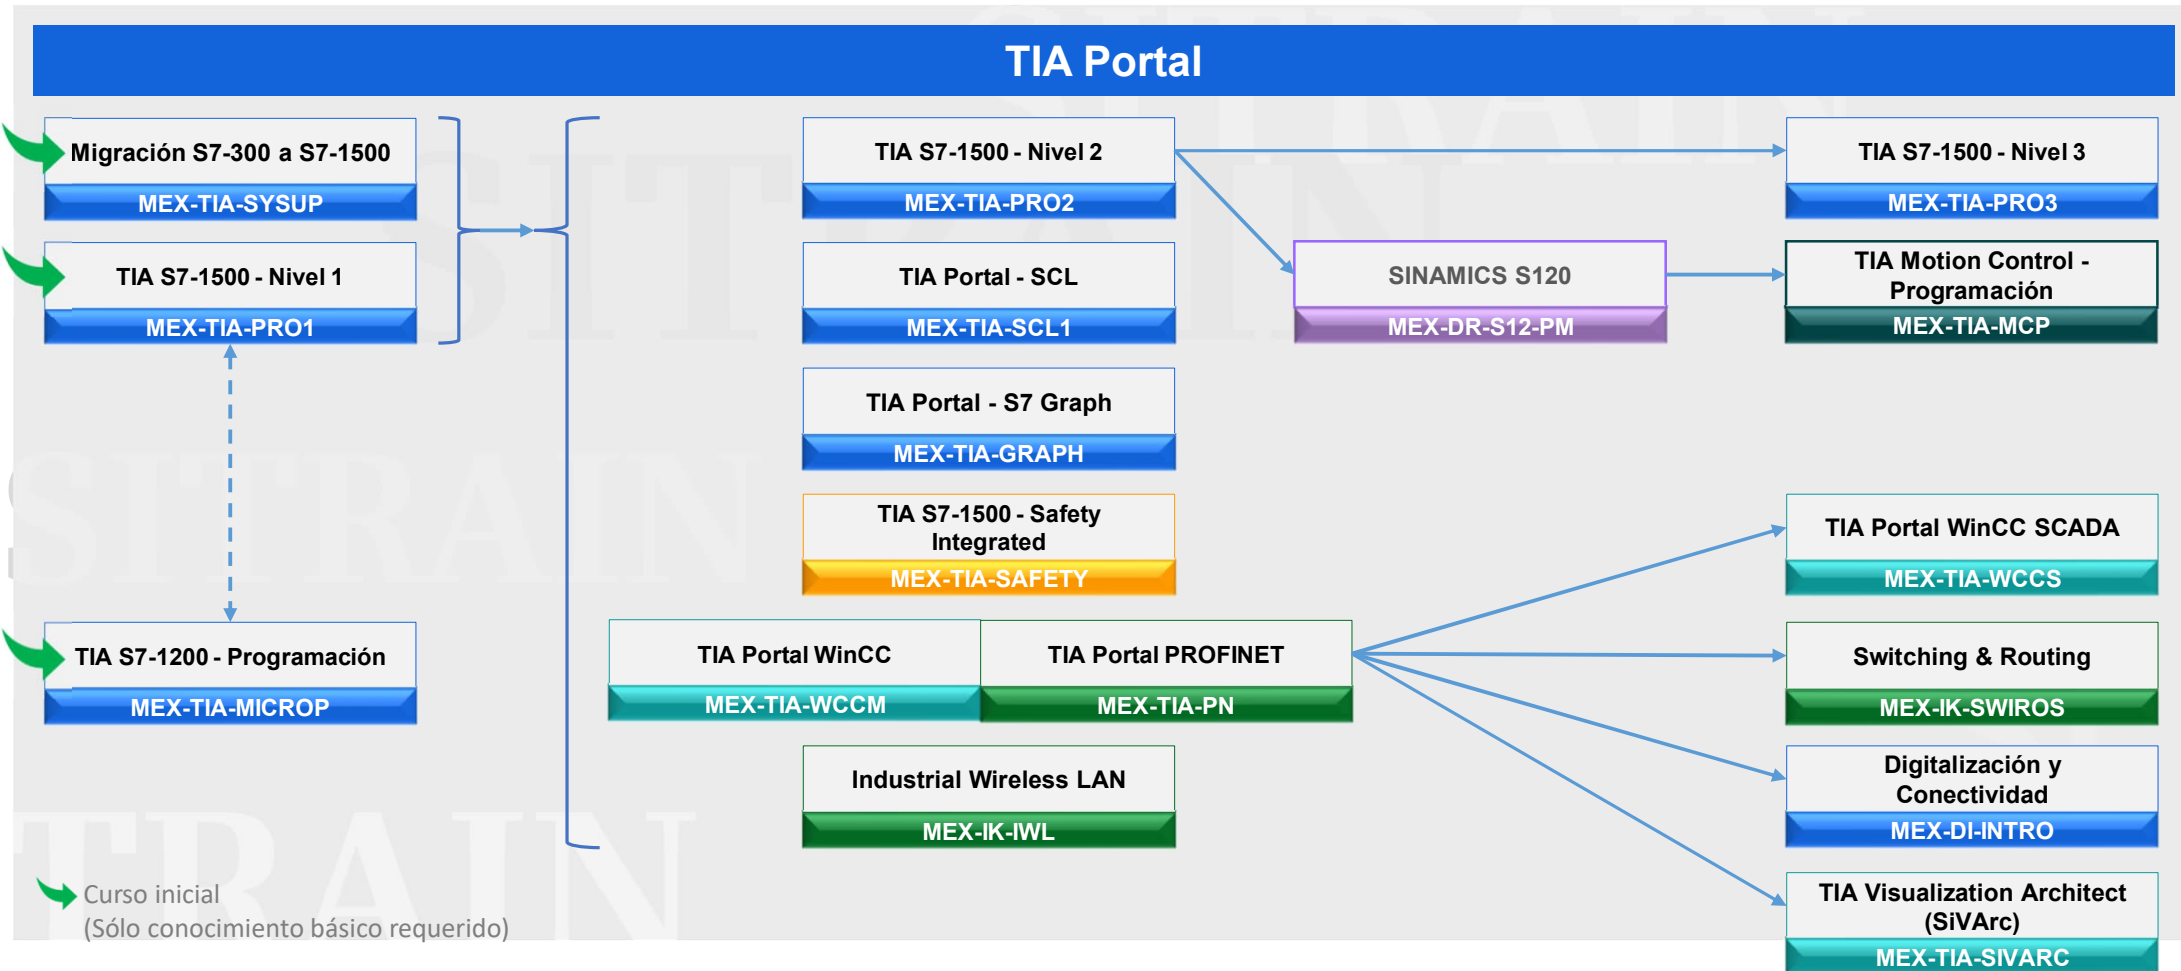 TIA Portal
Migración S7-300 a S7-1500
MEX-TIA-SYSUP
TIA S7-1500 - Nivel 1
MEX-TIA-PRO1
TIA S7-1200 - Programación
MEX-TIA-MICROP
TIA S7-1500 - Nivel 2
MEX-TIA-PRO2
TIA Portal - SCL
MEX-TIA-SCL1
TIA Portal - S7 Graph
MEX-TIA-GRAPH
TIA S7-1500 - Safety
Integrated
MEX-TIA-SAFETY
TIA Portal WinCC
MEX-TIA-WCCM
TIA Portal PROFINET
MEX-TIA-PN
Industrial Wireless LAN
MEX-IK-IWL
SINAMICS S120
MEX-DR-S12-PM
TIA S7-1500 - Nivel 3
MEX-TIA-PRO3
TIA Motion Control -
Programación
MEX-TIA-MCP
TIA Portal WinCC SCADA
MEX-TIA-WCCS
Switching & Routing
MEX-IK-SWIROS
Digitalización y
Conectividad
MEX-DI-INTRO
TIA Visualization Architect
(SiVArc)
MEX-TIA-SIVARC
Curso inicial
(Sólo conocimiento básico requerido)
SITRAIN
SITRAIN
SITRAIN
TRAIN